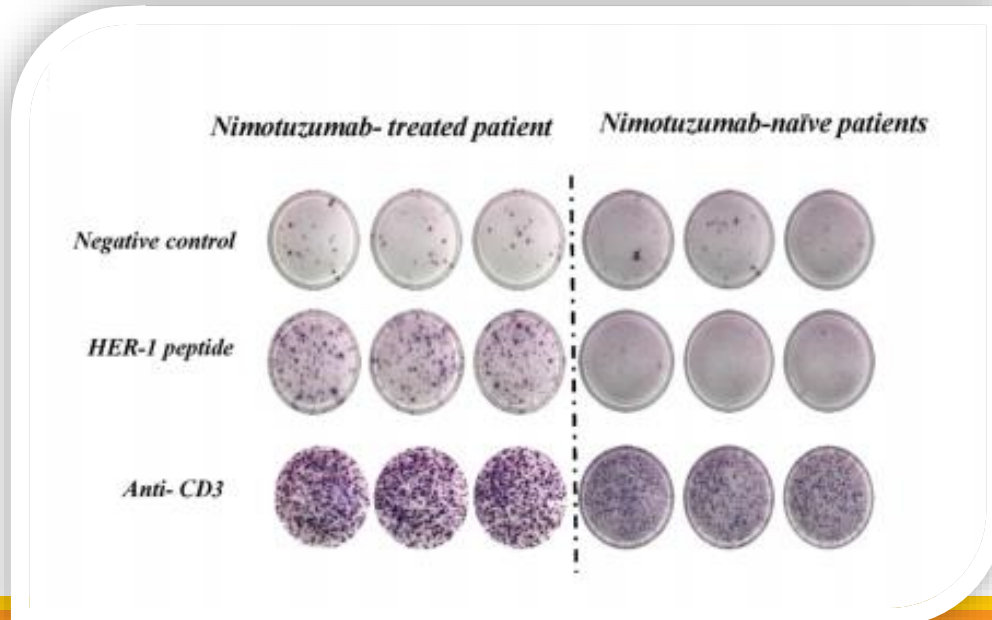 Nimotuzumab- treated patient
Nimotuzumab-naïve patients
Negative control
HER-1 peptide
Anti- CD3